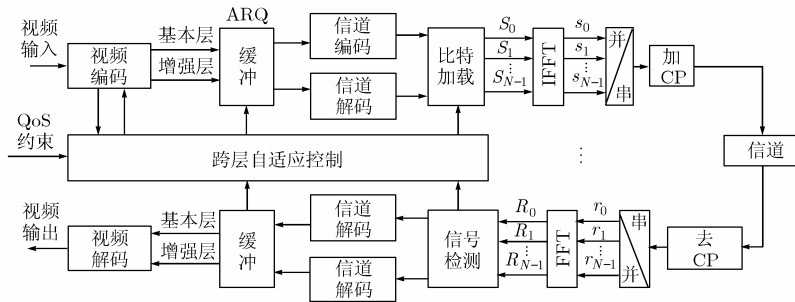 ARQ
视频
输入
视频
编码
基本层
增强层
缓冲
信道
编码
信道
解码
比特
加载
S₀
S₁
⋮
S_{N-1}
IFFT
s₀
s₁
⋮
s_{N-1}
并
串
加
CP
QoS
约束
跨层自适应控制
⋮
信道
视频
输出
视频
解码
基本层
增强层
缓冲
信道
解码
信道
解码
信号
检测
R₀
R₁
⋮
R_{N-1}
FFT
r₀
r₁
⋮
r_{N-1}
串
并
去
CP